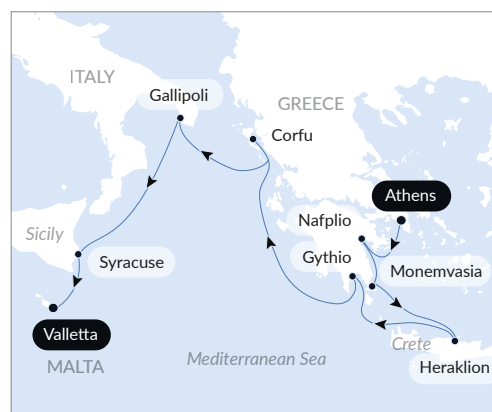 ITALY
Gallipoli
GREECE
Corfu
Athens
Nafplio
Sicily
Gythio
Syracuse
Monemvasia
Valletta
Crete
Mediterranean Sea
MALTA
Heraklion